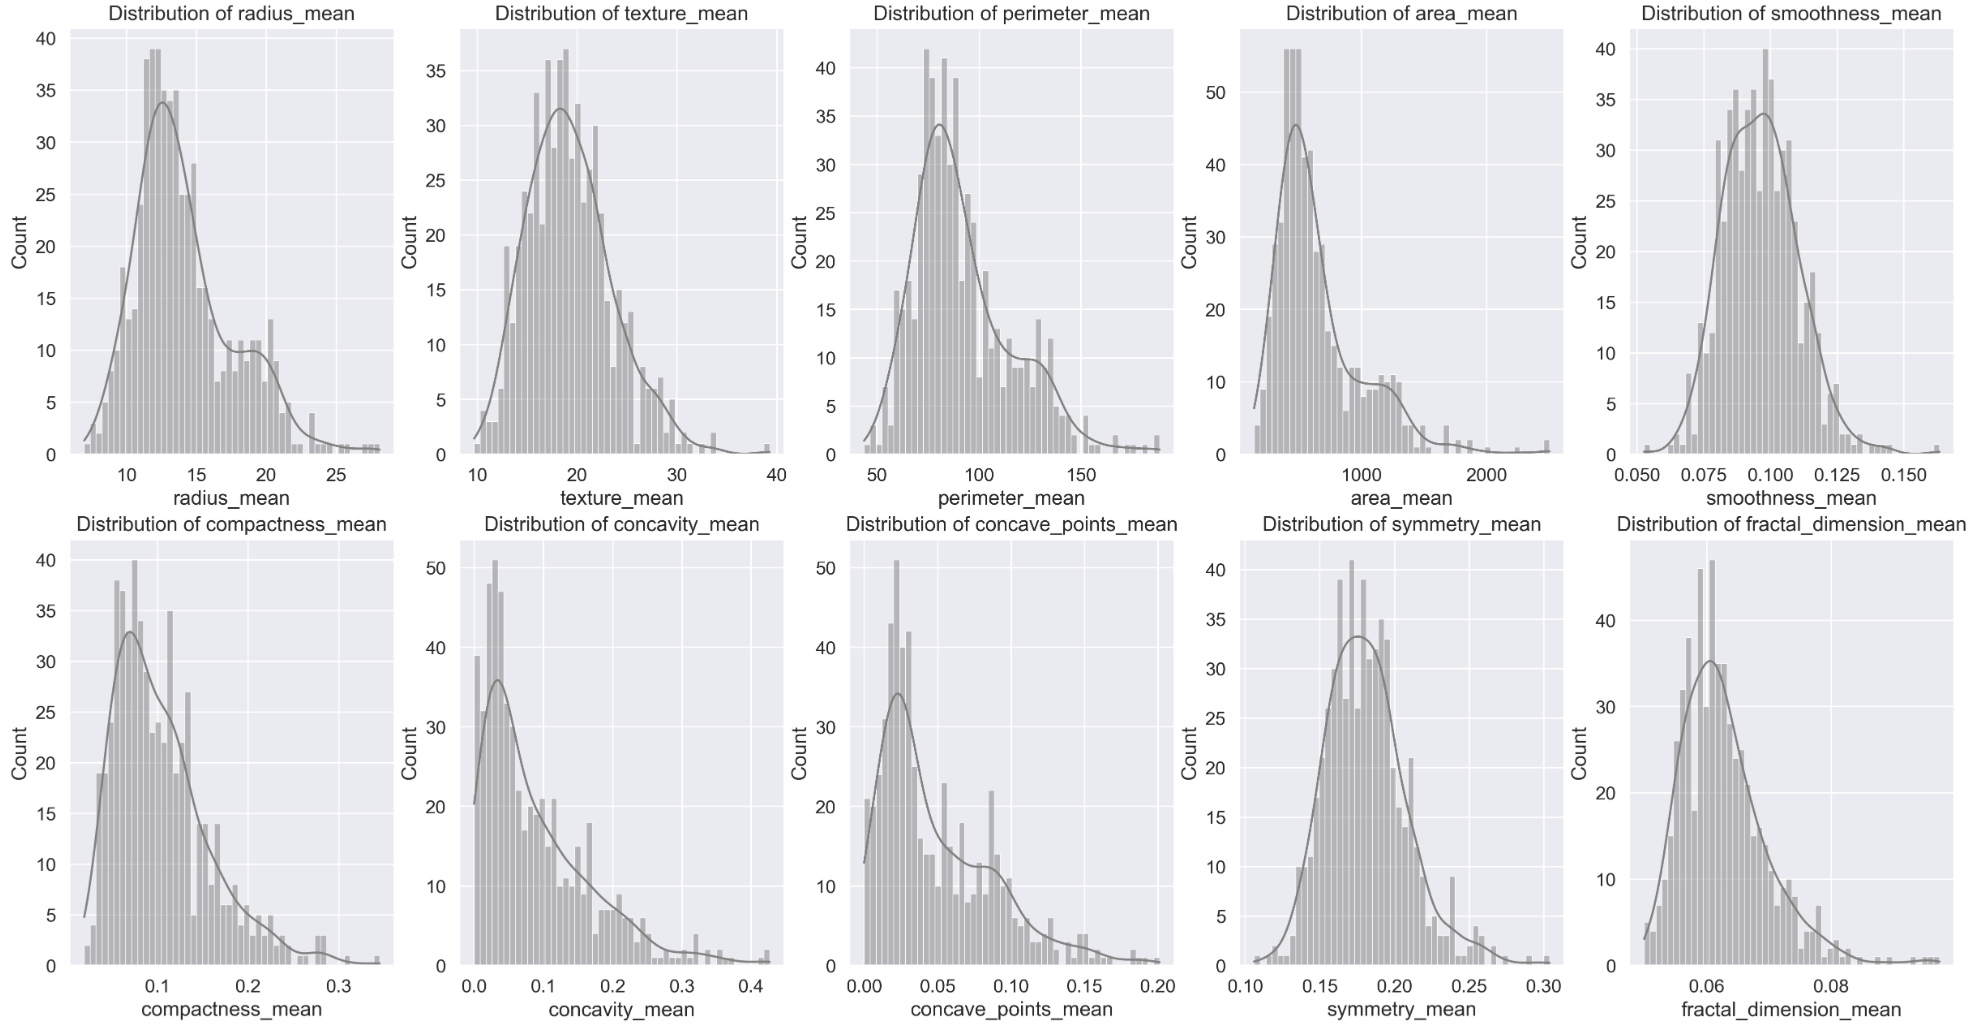 Distribution of radius_mean
40
35
30
25
20
15
10
5
0
Count
10 15 20 25
radius_mean
Distribution of texture_mean
35
30
25
20
15
10
5
0
Count
10 20 30 40
texture_mean
Distribution of perimeter_mean
40
35
30
25
20
15
10
5
0
Count
50 100 150
perimeter_mean
Distribution of area_mean
50
40
30
20
10
0
Count
1000 2000
area_mean
Distribution of smoothness_mean
40
35
30
25
20
15
10
5
0
Count
0.050 0.075 0.100 0.125 0.150
smoothness_mean
Distribution of compactness_mean
40
35
30
25
20
15
10
5
0
Count
0.1 0.2 0.3
compactness_mean
Distribution of concavity_mean
50
40
30
20
10
0
Count
0.0 0.1 0.2 0.3 0.4
concavity_mean
Distribution of concave_points_mean
50
40
30
20
10
0
Count
0.00 0.05 0.10 0.15 0.20
concave_points_mean
Distribution of symmetry_mean
40
35
30
25
20
15
10
5
0
Count
0.10 0.15 0.20 0.25 0.30
symmetry_mean
Distribution of fractal_dimension_mean
40
30
20
10
0
Count
0.06 0.08
fractal_dimension_mean